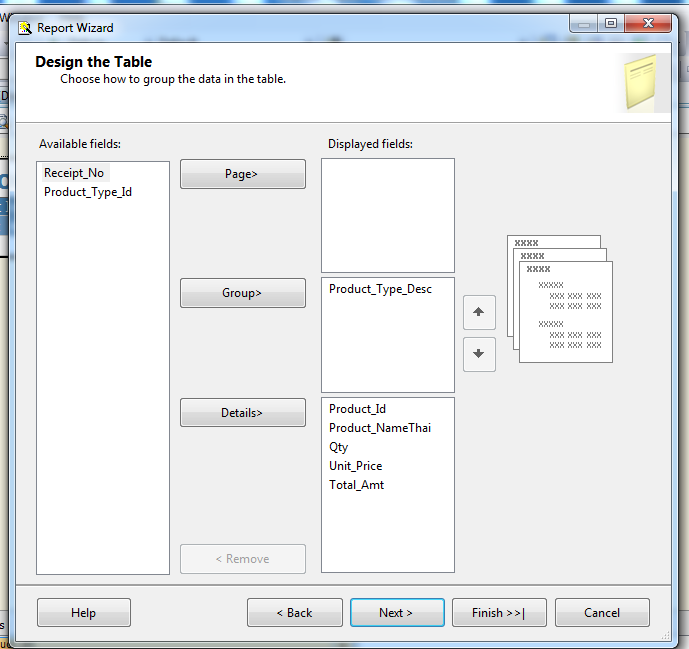 Report Wizard
Design the Table
Choose how to group the data in the table.
Available fields:
Displayed fields:
Receipt_No
Product_Type_Id
Page>
Group>
Product_Type_Desc
Details>
Product_Id
Product_NameThai
Qty
Unit_Price
Total_Amt
< Remove
xxxx
xxxx
xxxx
xxxxx
xxx xxx xxx
xxx xxx xxx
xxxxx
xxx xxx xxx
xxx xxx xxx
Help
< Back
Next >
Finish >>|
Cancel